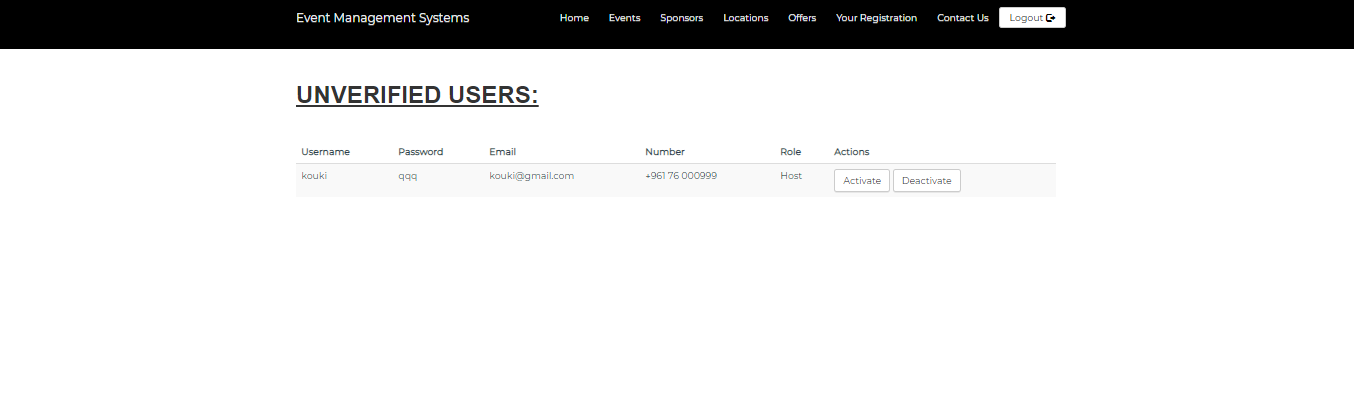 Event Management Systems Home Events Sponsors Locations Offers Your Registration Contact Us Logout
UNVERIFIED USERS:
Username Password Email Number Role Actions
kouki qqq kouki@gmail.com +961 76 000999 Host Activate Deactivate